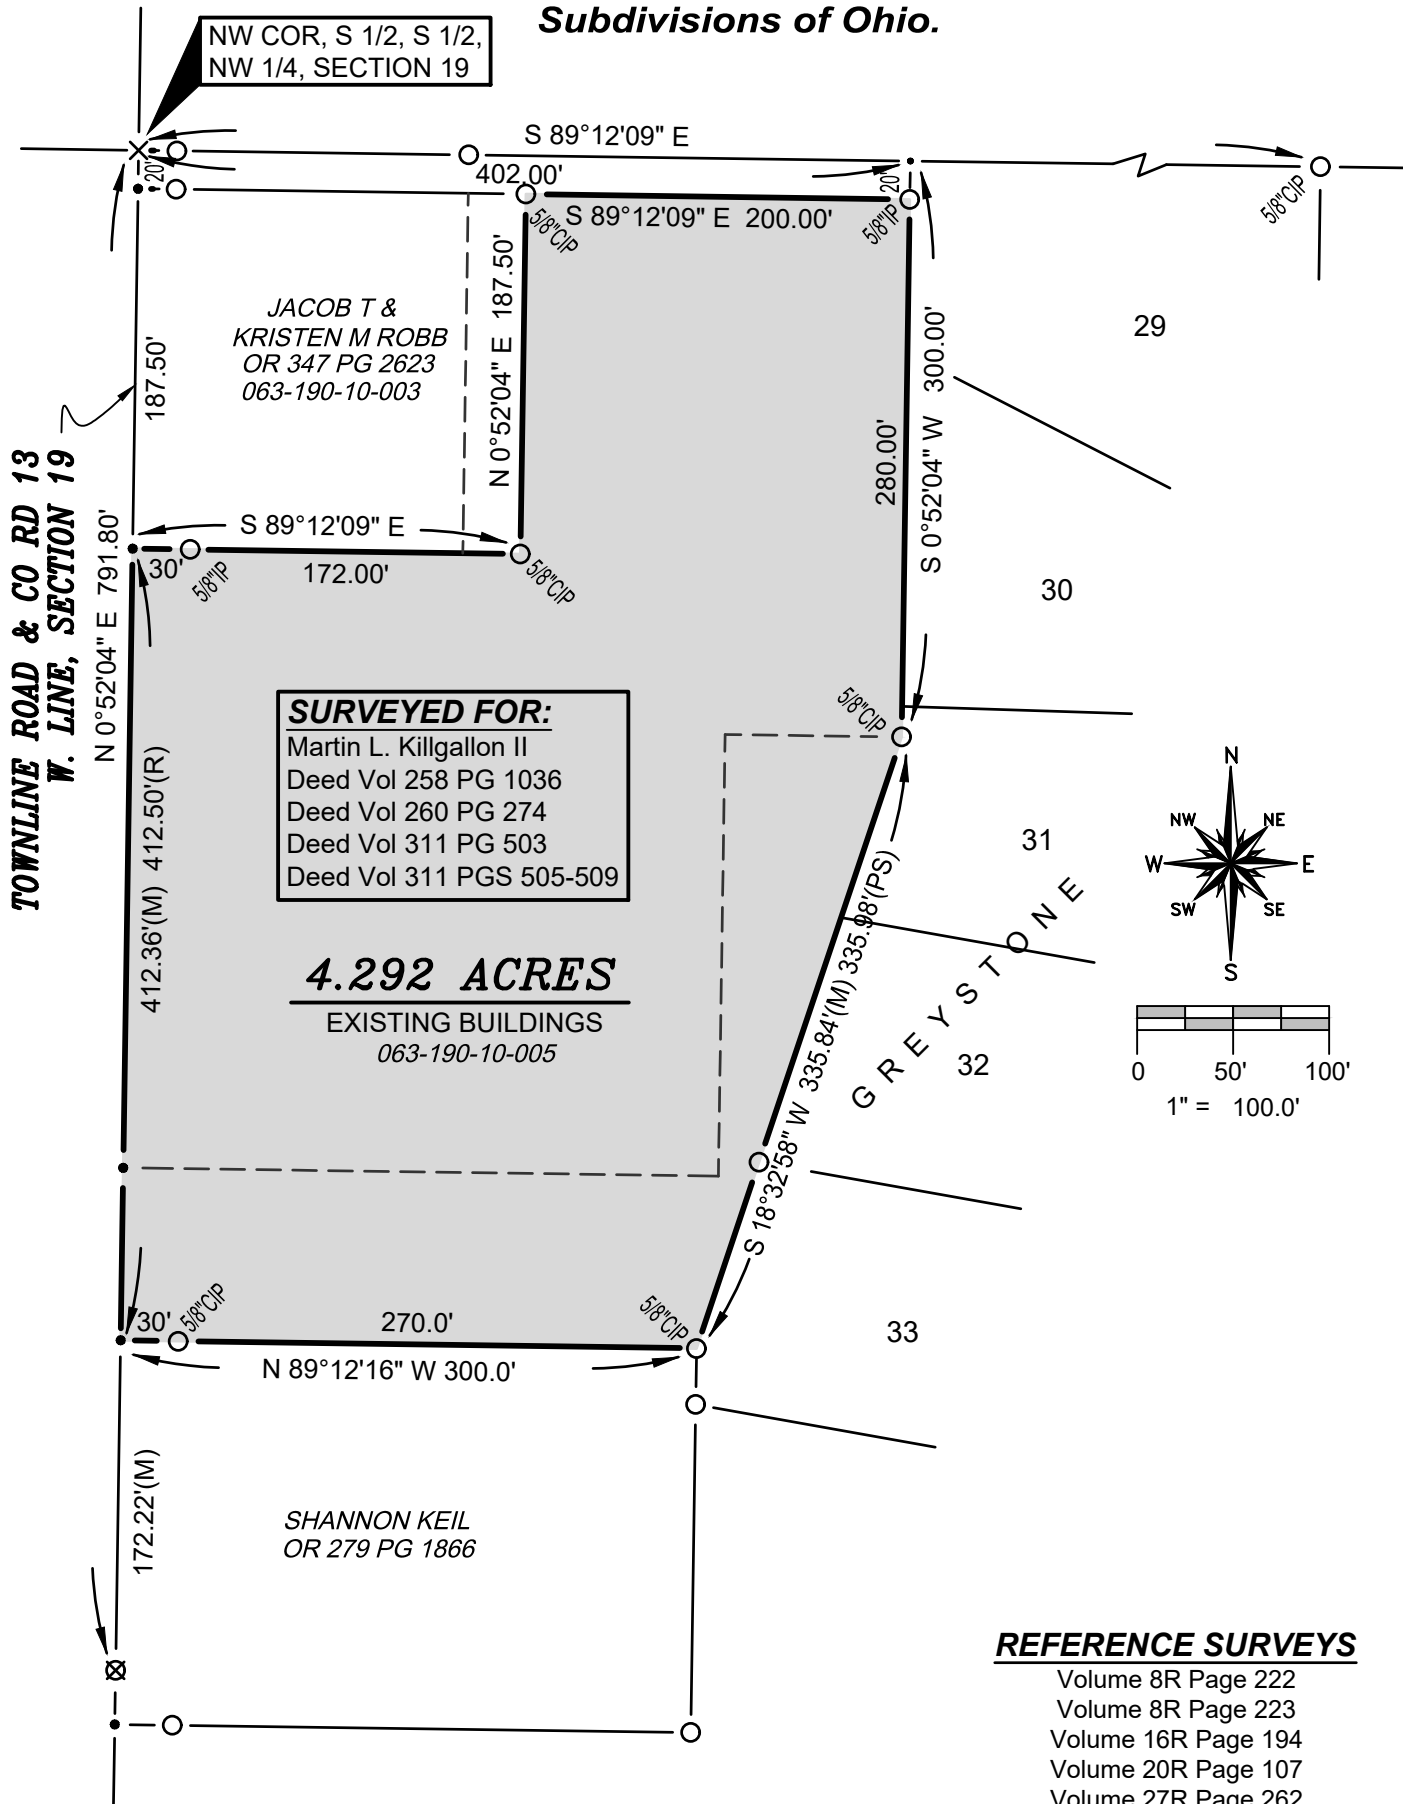 Subdivisions of Ohio.
NW COR, S 1/2, S 1/2,
NW 1/4, SECTION 19
S 89°12'09" E
402.00'
20'
20'
5/8"CIP
S 89°12'09" E 200.00'
5/8"CIP
5/8"IP
JACOB T &
KRISTEN M ROBB
OR 347 PG 2623
063-190-10-003
187.50'
N 0°52'04" E 187.50'
29
S 0°52'04" W 300.00'
280.00'
TOWNLINE ROAD & CO RD 13
W. LINE, SECTION 19
N 0°52'04" E 791.80'
S 89°12'09" E
30'
5/8"IP
172.00'
5/8"CIP
30
SURVEYED FOR:
Martin L. Killgallon II
Deed Vol 258 PG 1036
Deed Vol 260 PG 274
Deed Vol 311 PG 503
Deed Vol 311 PGS 505-509
5/8"CIP
412.36'(M) 412.50'(R)
4.292 ACRES
EXISTING BUILDINGS
063-190-10-005
S 18°32'58" W 335.84'(M) 335.98'(PS)
31
GREYSTONE
32
N
NW
NE
W
E
SW
SE
S
0 50' 100'
1" = 100.0'
30'
5/8"CIP
270.0'
5/8"CIP
N 89°12'16" W 300.0'
33
172.22'(M)
SHANNON KEIL
OR 279 PG 1866
REFERENCE SURVEYS
Volume 8R Page 222
Volume 8R Page 223
Volume 16R Page 194
Volume 20R Page 107
Volume 27R Page 262